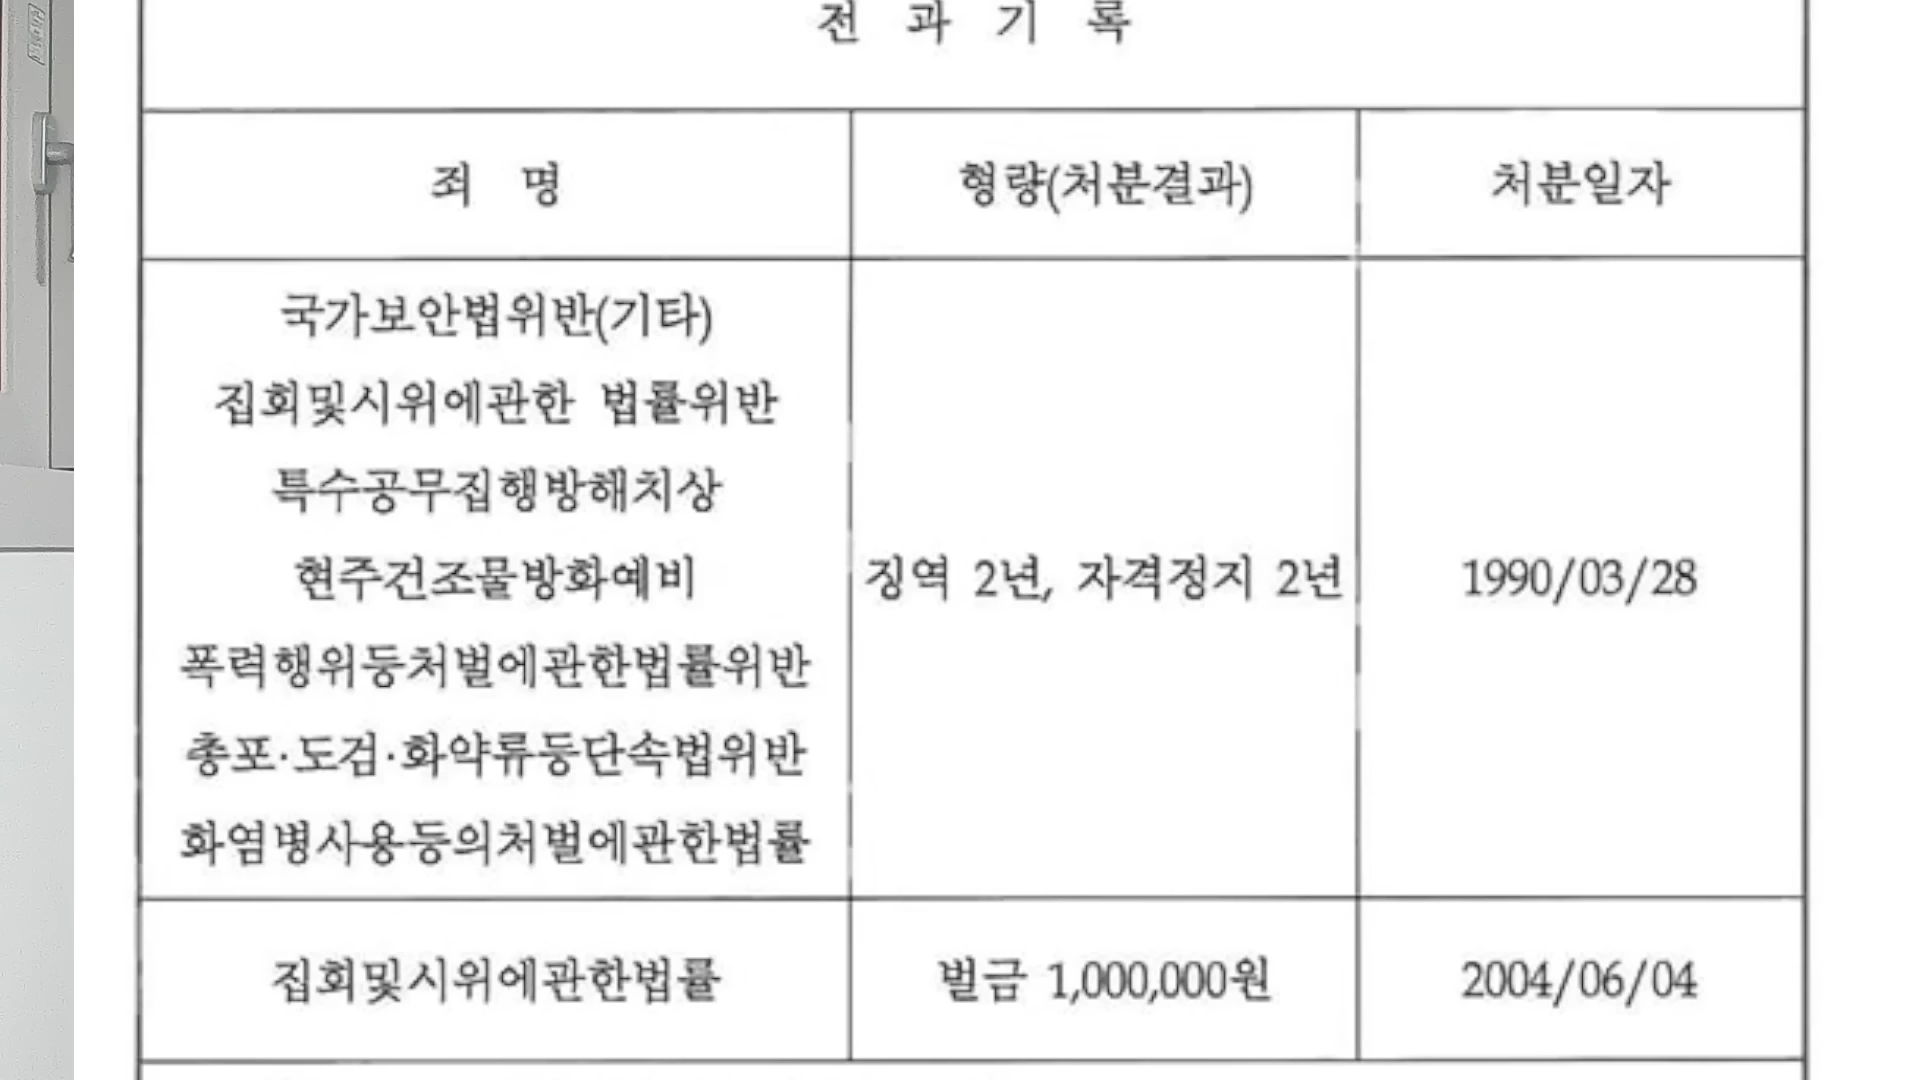 전 과 기 록
죄 명
형량(처분결과)
처분일자
국가보안법위반(기타)
집회및시위에관한 법률위반
특수공무집행방해치상
현주건조물방화예비
폭력행위등처벌에관한법률위반
총포·도검·화약류등단속법위반
화염병사용등의처벌에관한법률
징역 2년, 자격정지 2년
1990/03/28
집회및시위에관한법률
벌금 1,000,000원
2004/06/04